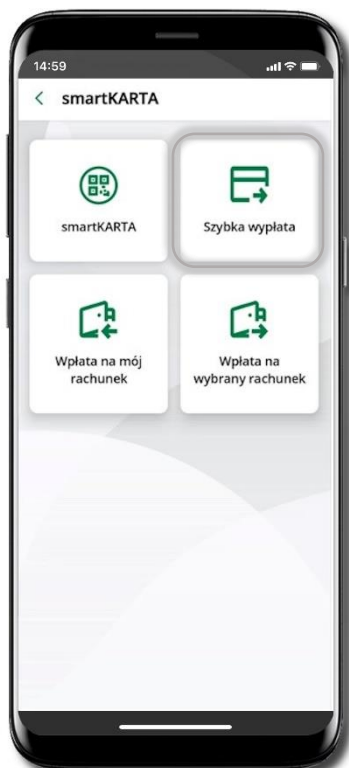 14:59
smartKARTA
smartKARTA
Szybka wypłata
Wpłata na mój
rachunek
Wpłata na
wybrany rachunek